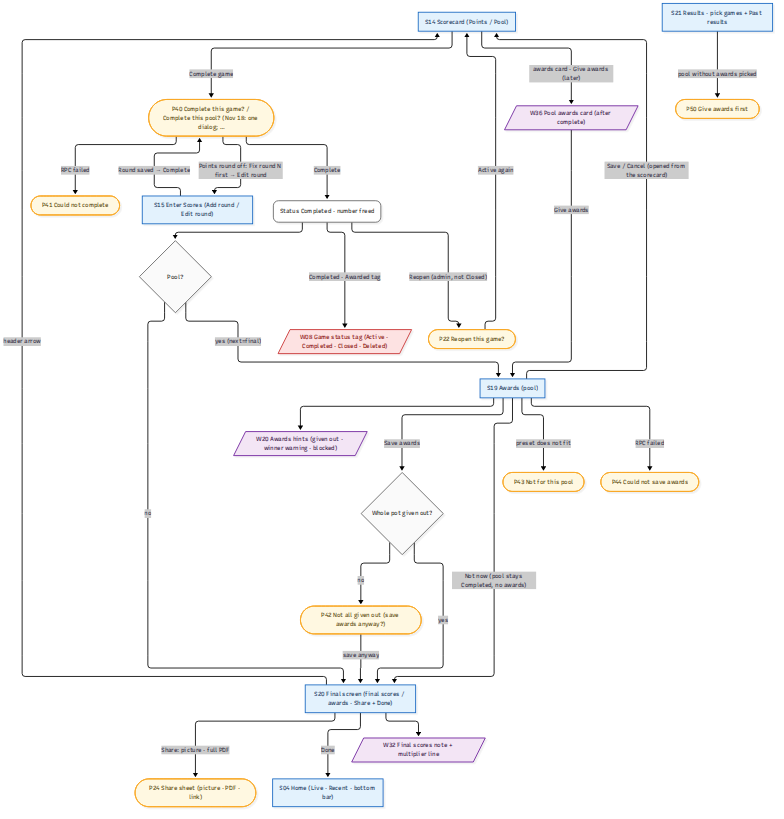 S14 Scorecard (Points / Pool)
S21 Results - pick games + Past
results
Complete game
awards card - Give awards
(later)
pool without awards picked
P40 Complete this game? /
Complete this pool? (Nov 18: one
dialog; ...
W36 Pool awards card (after
complete)
P50 Give awards first
RPC failed
Round saved → Complete
Points round off: Fix round N
first → Edit round
Complete
Active again
Save / Cancel (opened from
the scorecard)
P41 Could not complete
S15 Enter Scores (Add round /
Edit round)
Status Completed - number freed
Give awards
Pool?
Completed - Awarded tag
Reopen (admin, not Closed)
header arrow
yes (next=final)
W09 Game status tag (Active -
Completed - Closed - Deleted)
P22 Reopen this game?
S19 Awards (pool)
W20 Awards hints (given out -
winner warning - blocked)
Save awards
preset does not fit
RPC failed
P43 Not for this pool
P44 Could not save awards
no
Whole pot given out?
no
Not now (pool stays
Completed, no awards)
P42 Not all given out (save
awards anyway?)
yes
save anyway
S20 Final screen (Final scores /
awards - Share + Done)
Share: picture - full PDF
Done
W32 Final scores note +
multiplier line
P24 Share sheet (picture - PDF -
link)
S04 Home (Live - Recent - bottom
bar)